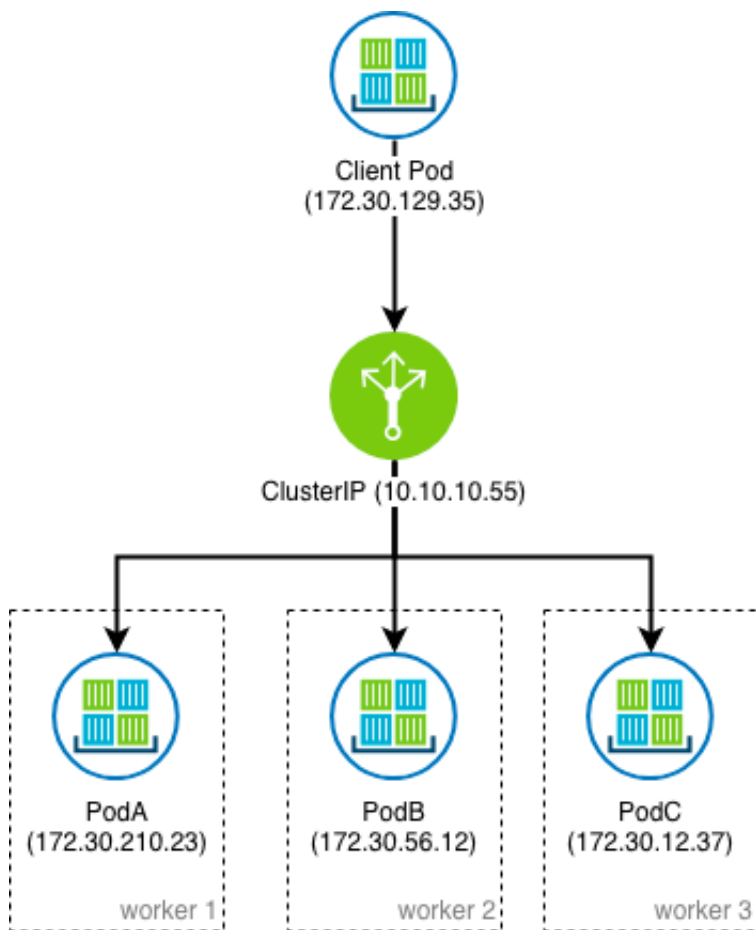 Client Pod
(172.30.129.35)
ClusterIP (10.10.10.55)
PodA
(172.30.210.23)
worker 1
PodB
(172.30.56.12)
worker 2
PodC
(172.30.12.37)
worker 3